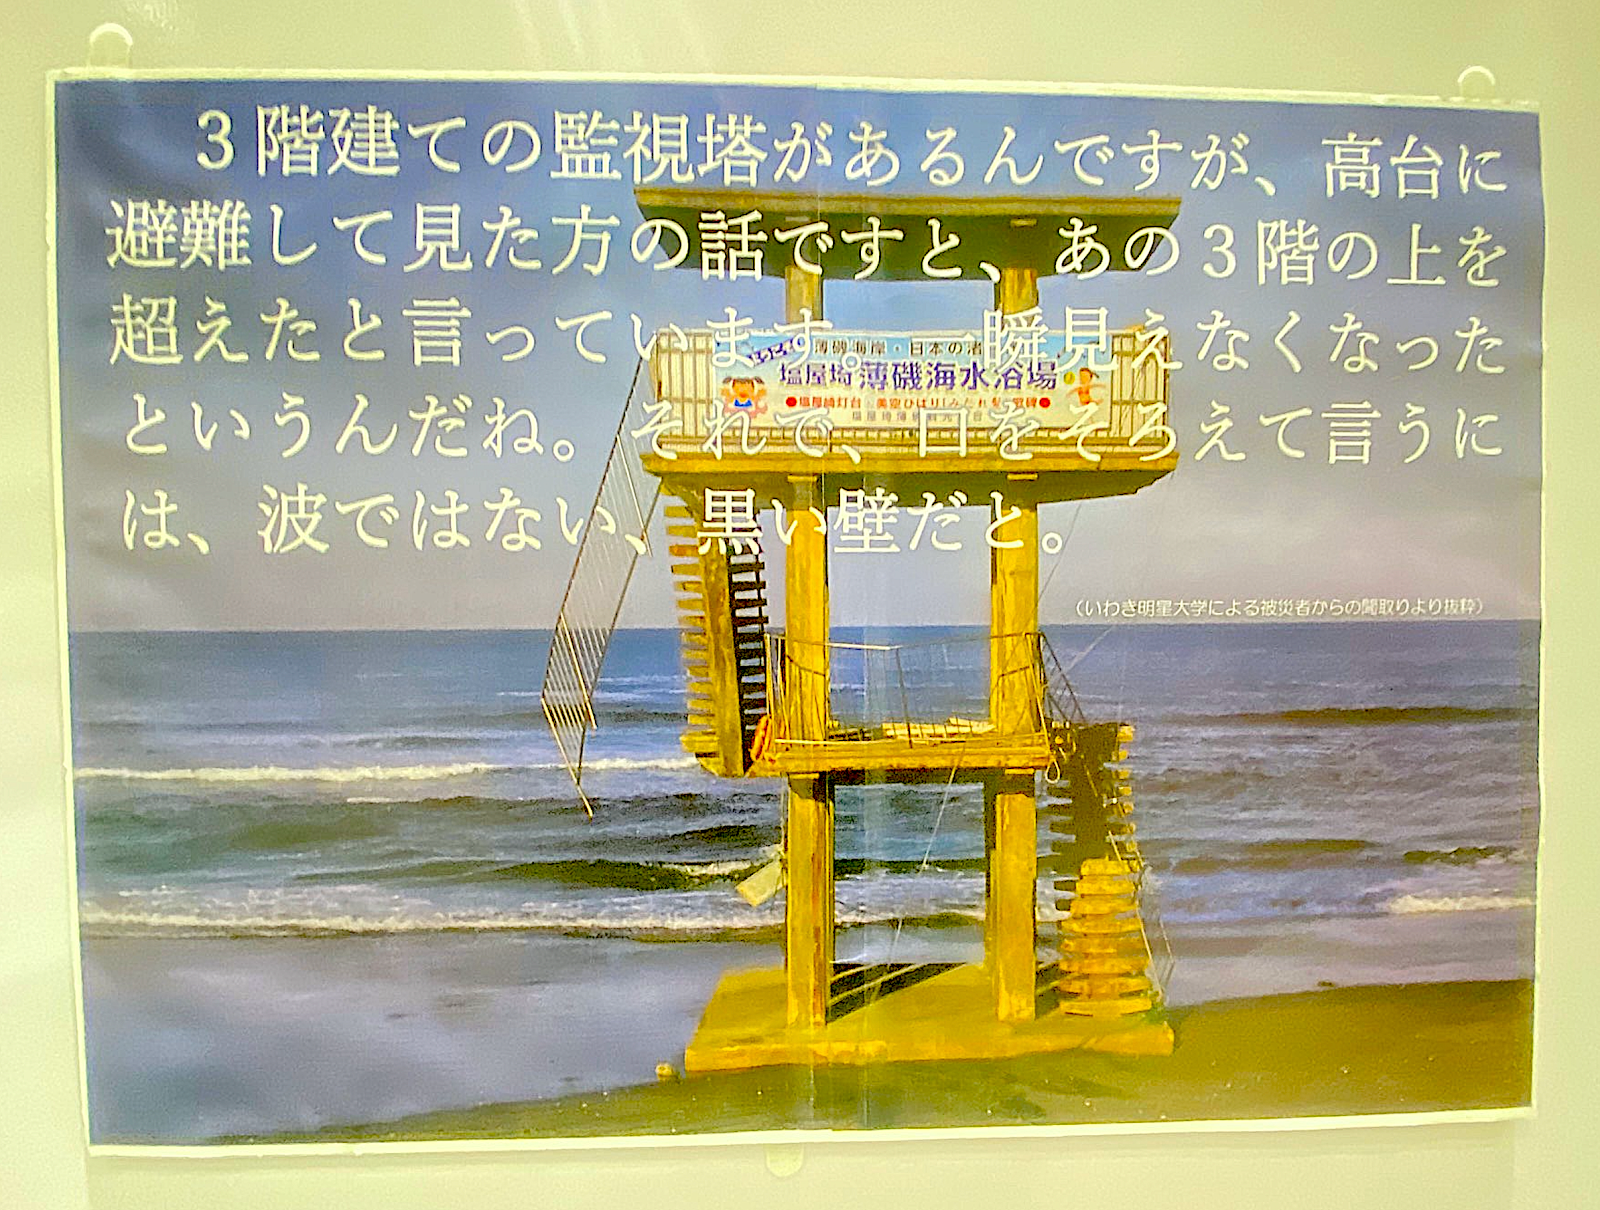 ３階建ての監視塔があるんですが、高台に
避難して見た方の話ですと、あの３階の上を
超えたと言っています。一瞬見えなくなった
というんだね。それで、口をそろえて言うに
は、波ではない、黒い壁だと。
薄磯海岸・日本の渚
塩屋埼薄磯海水浴場
●塩屋崎灯台
（いわき明星大学による被災者からの聞取りより抜粋）